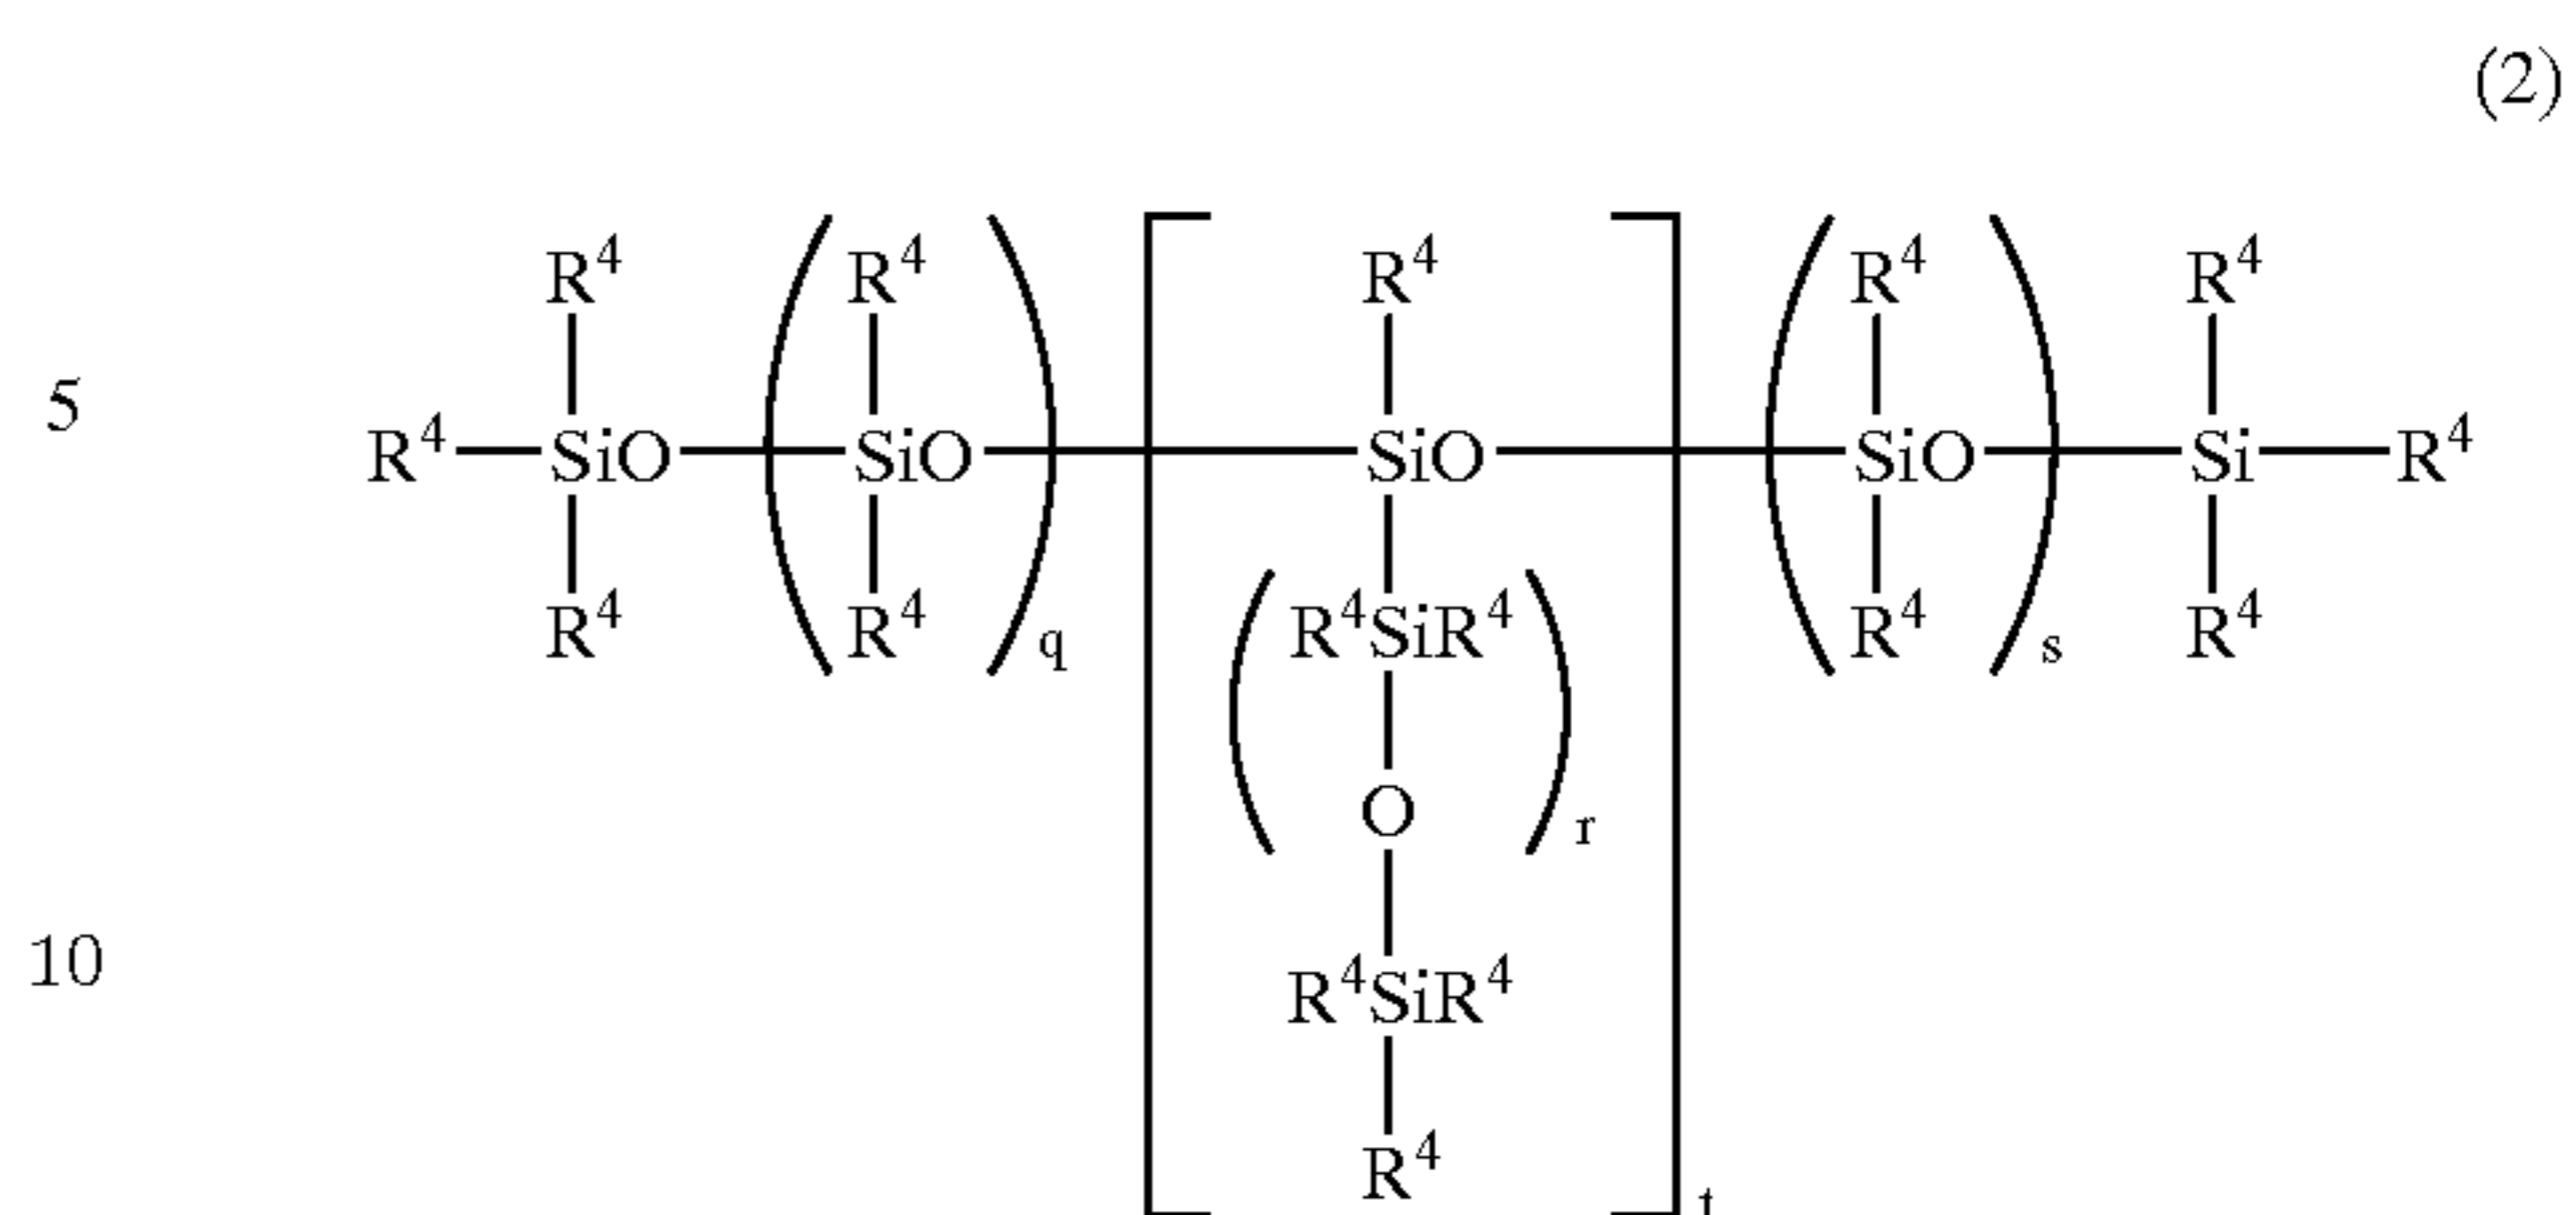 (2)
R⁴ R⁴ R⁴ R⁴ R⁴
5 R⁴ SiO SiO SiO SiO Si R⁴
R⁴ R⁴ q R⁴SiR⁴ R⁴ s R⁴
O r
10 R⁴SiR⁴
R⁴ t